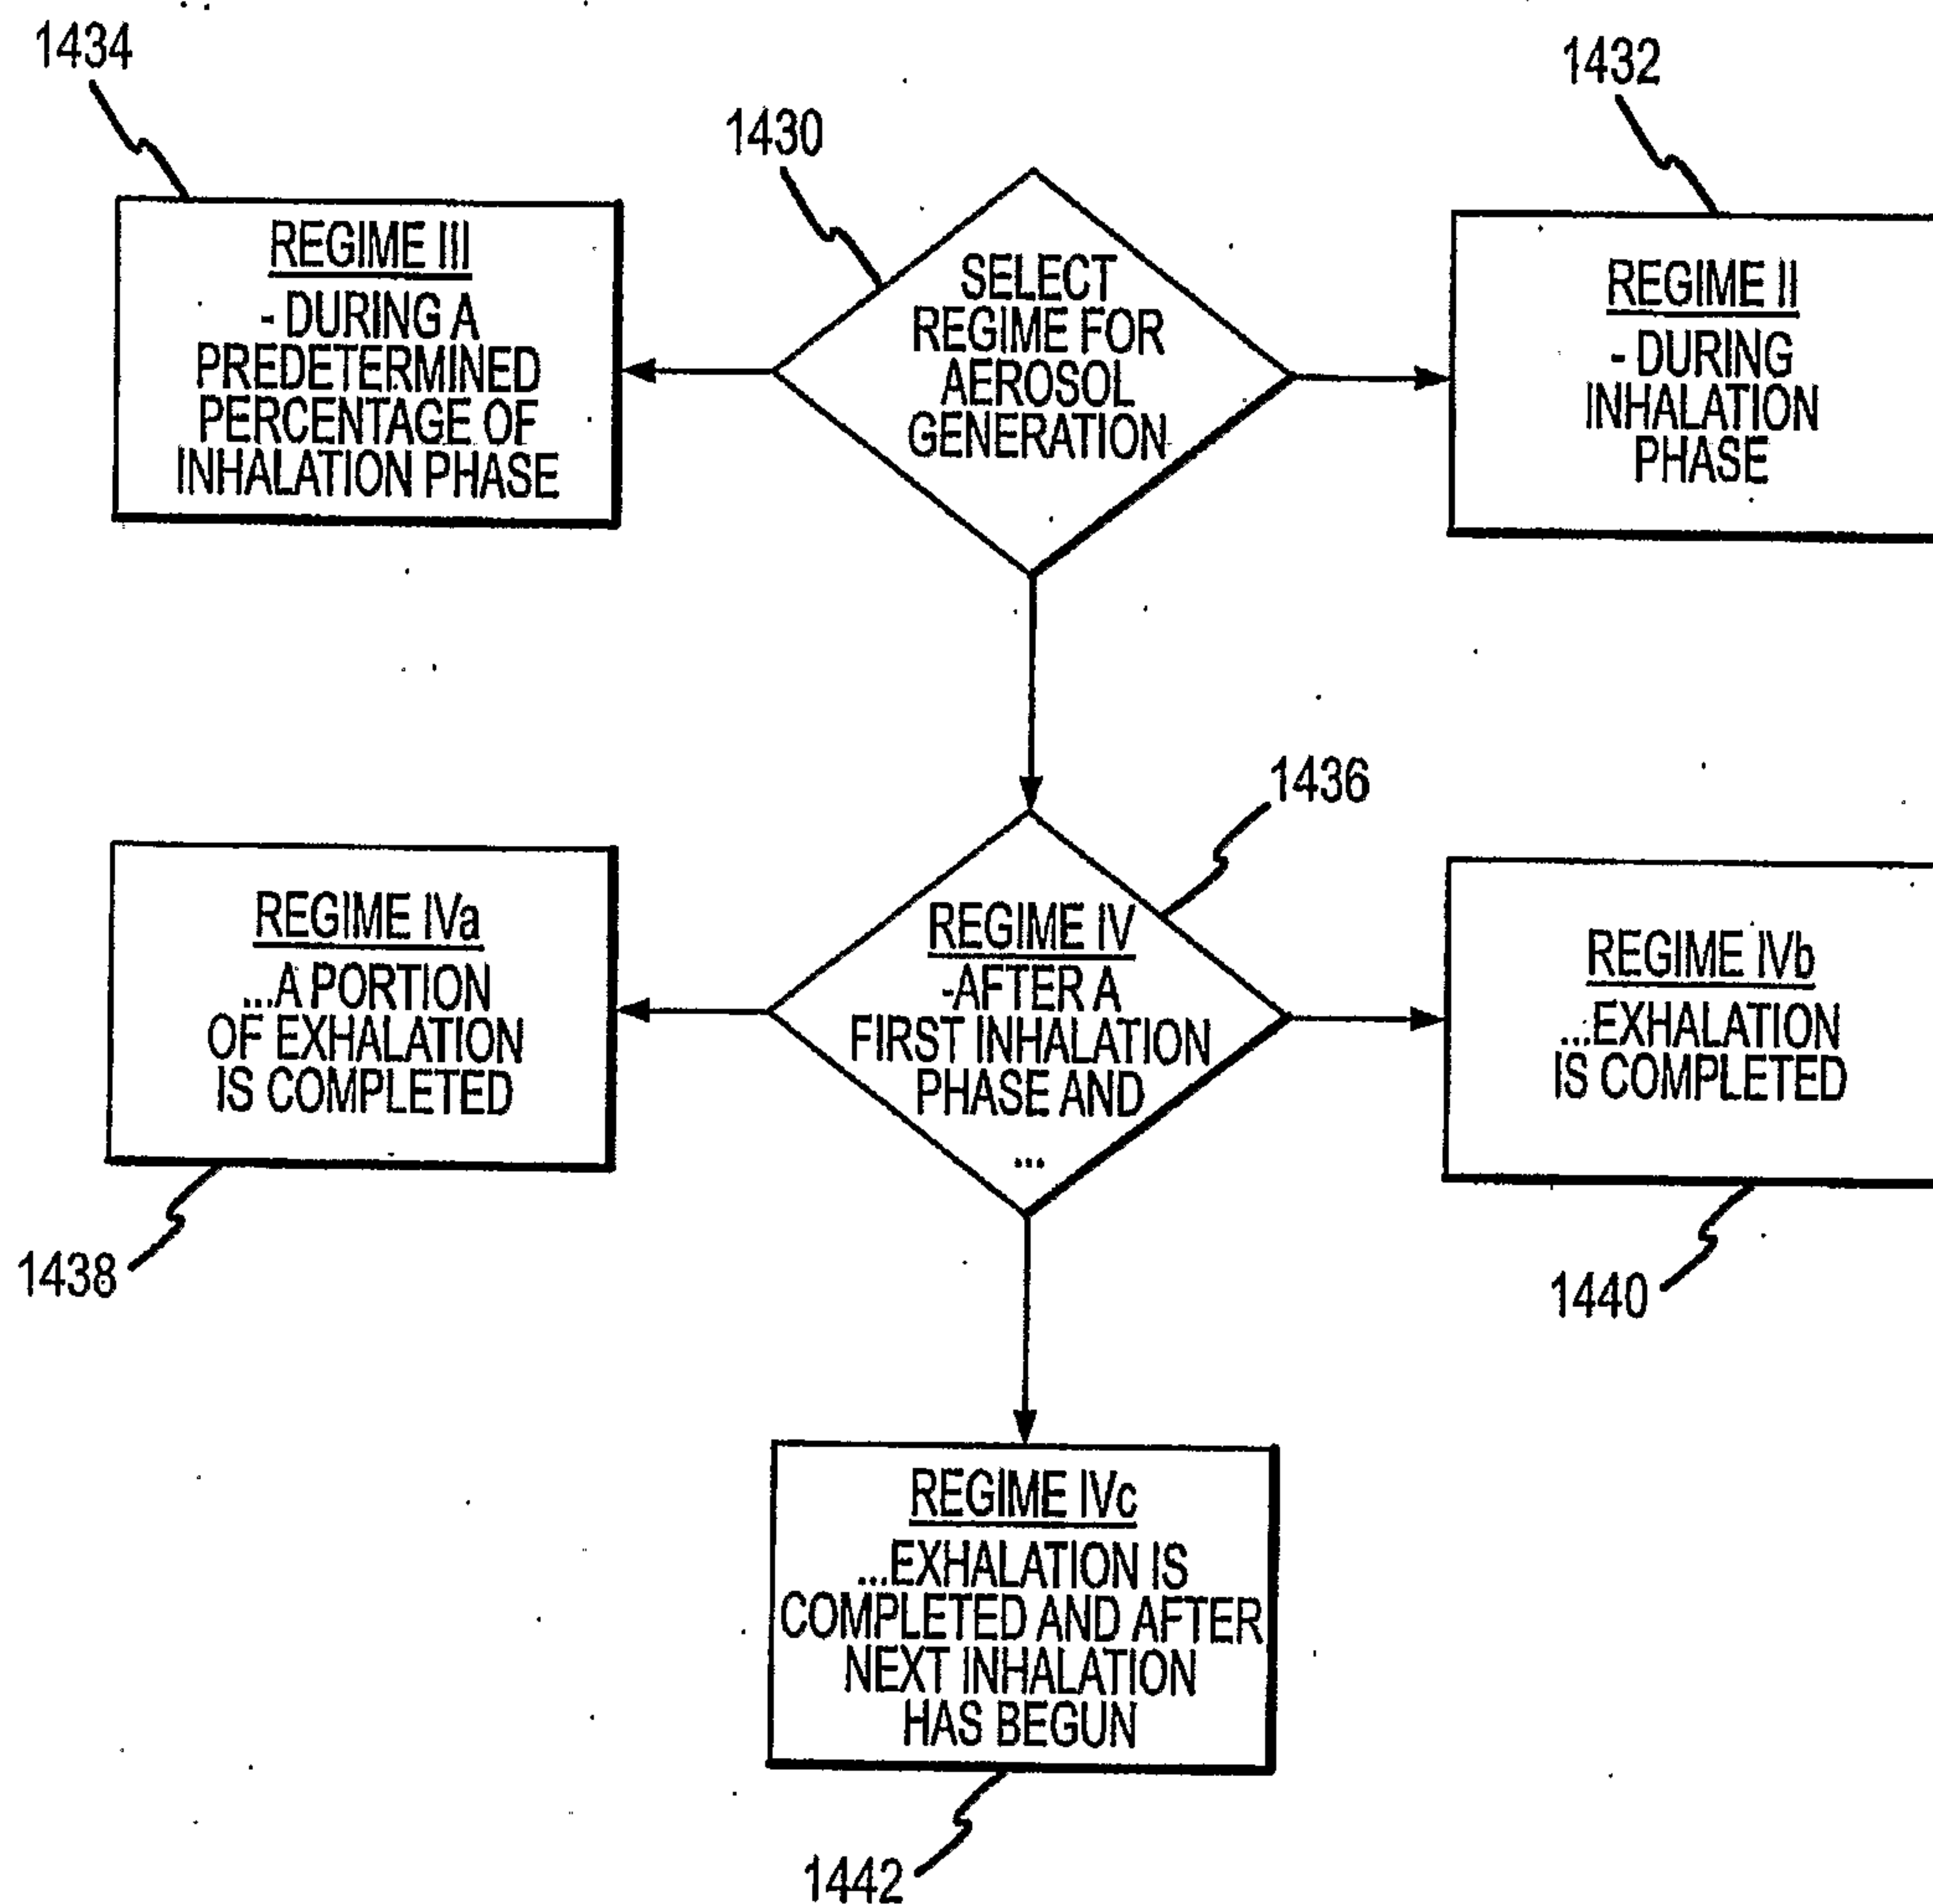 1434
1432
1430
REGIME III
- DURING A
PREDETERMINED
PERCENTAGE OF
INHALATION PHASE
SELECT
REGIME FOR
AEROSOL
GENERATION
REGIME II
- DURING
INHALATION
PHASE
1436
REGIME IVa
...A PORTION
OF EXHALATION
IS COMPLETED
REGIME IV
-AFTER A
FIRST INHALATION
PHASE AND
...
REGIME IVb
...EXHALATION
IS COMPLETED
1438
1440
REGIME IVc
...EXHALATION IS
COMPLETED AND AFTER
NEXT INHALATION
HAS BEGUN
1442